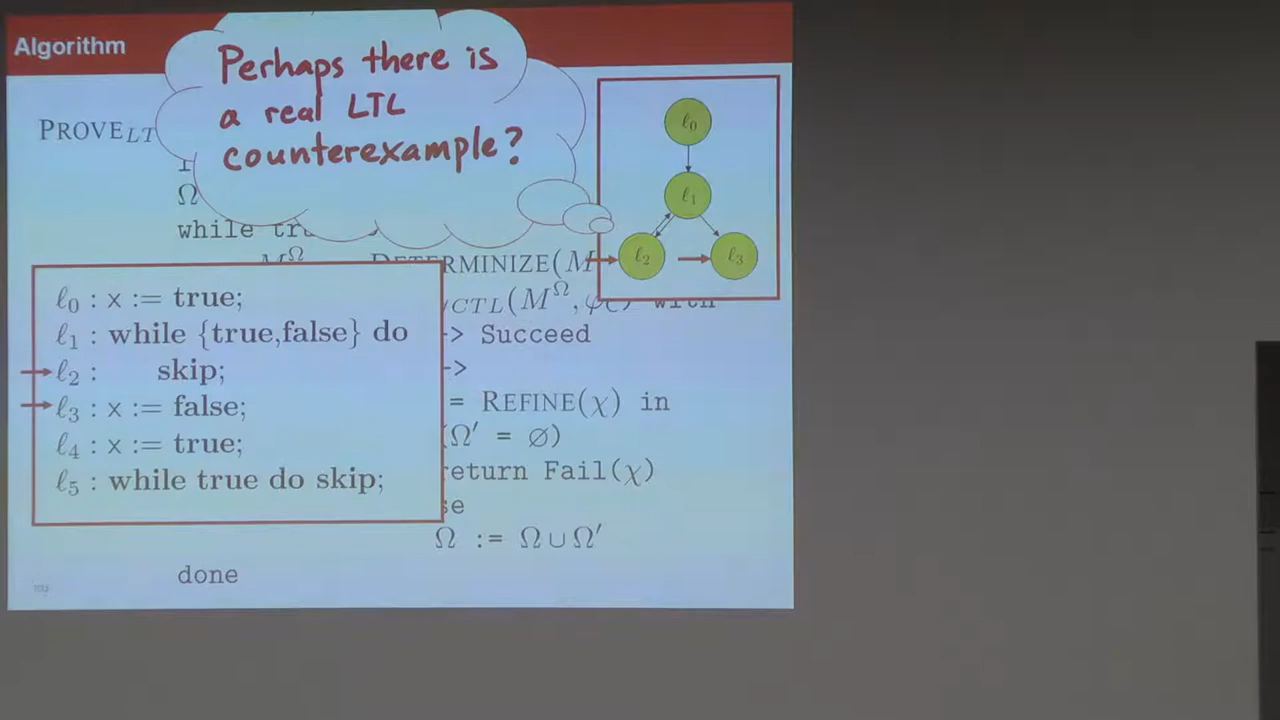 Algorithm
Perhaps there is
a real LTL
counterexample?
PROVE_LT
Ω
while tr
M^Ω DETERMINIZE(M
CTL(M^Ω, φ) with
-> Succeed
->
= REFINE(χ) in
(Ω′ = ∅)
return Fail(χ)
se
Ω := Ω ∪ Ω′
done
ℓ0 : x := true;
ℓ1 : while {true,false} do
ℓ2 : skip;
ℓ3 : x := false;
ℓ4 : x := true;
ℓ5 : while true do skip;
ℓ0
ℓ1
ℓ2
ℓ3